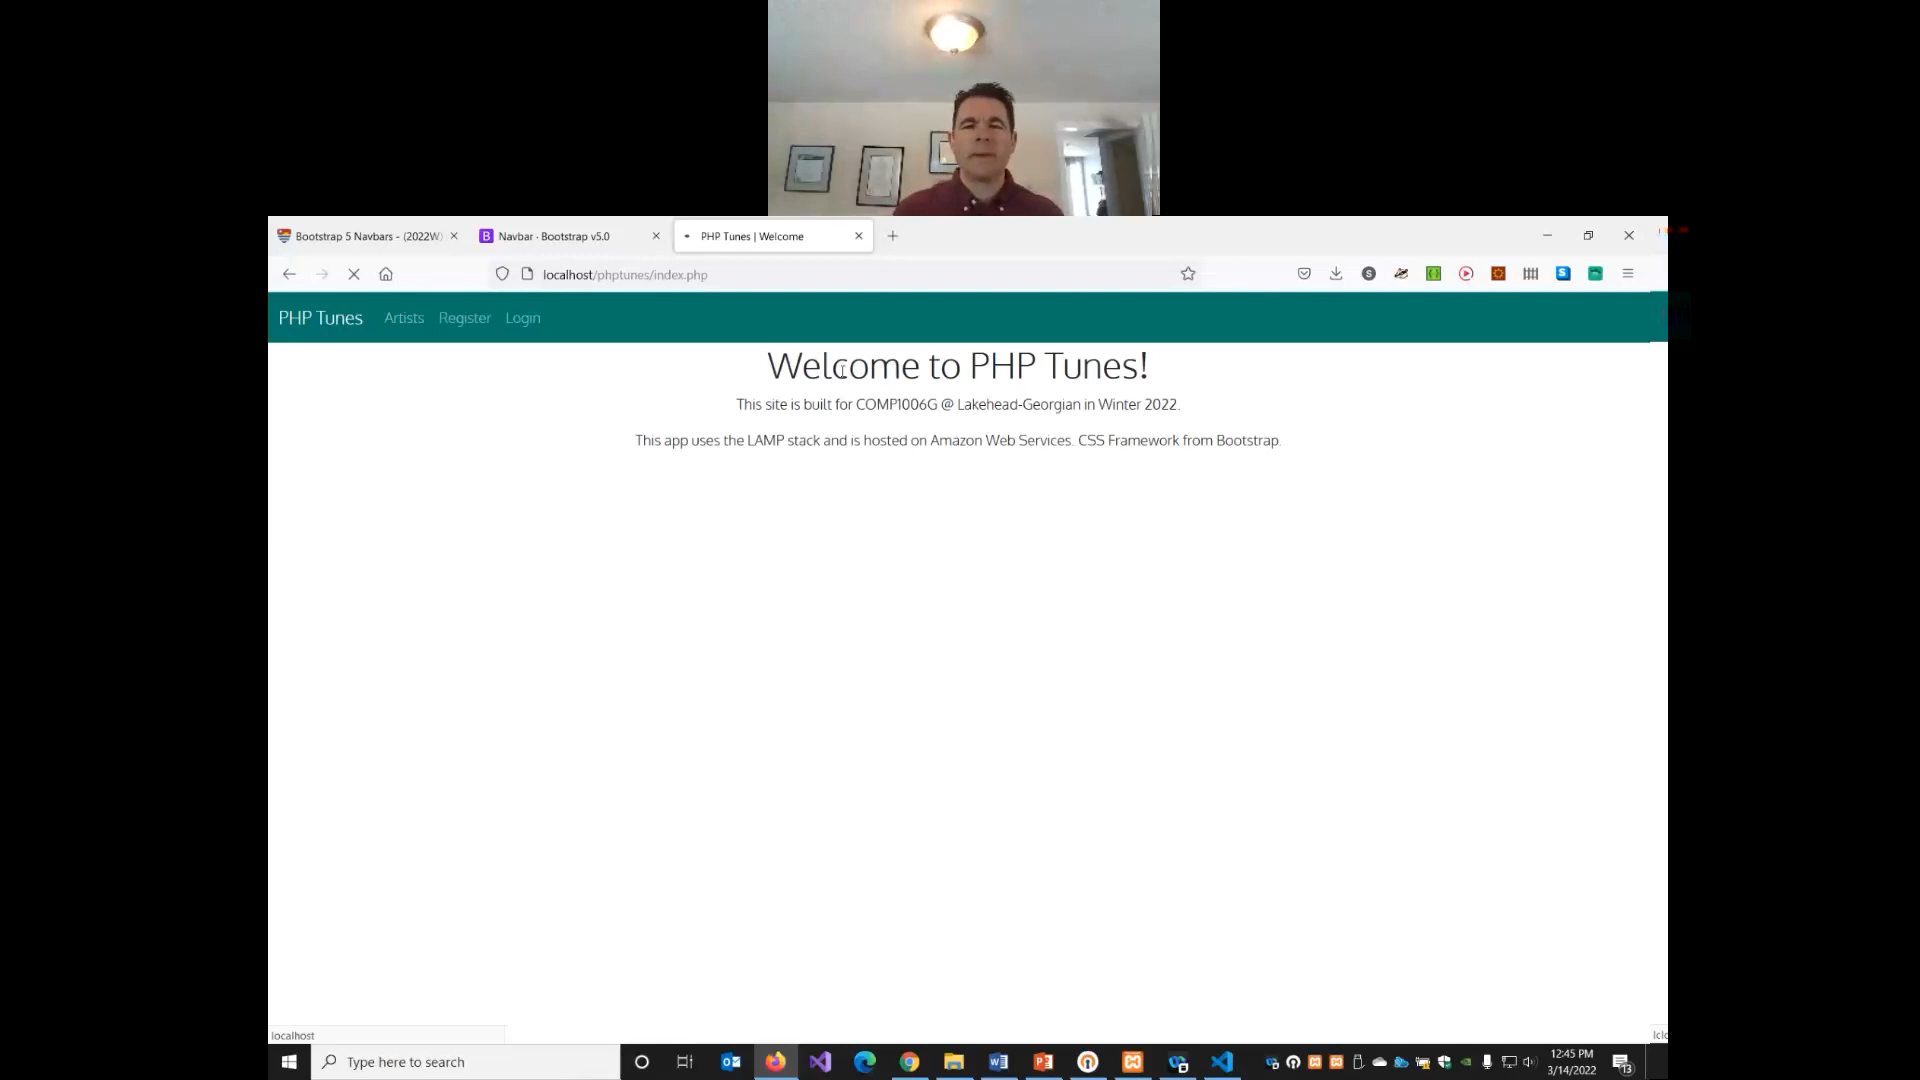 Bootstrap 5 Navbars - (2022W)
Navbar · Bootstrap v5.0
PHP Tunes | Welcome
localhost/phptunes/index.php
PHP Tunes Artists Register Login
Welcome to PHP Tunes!
This site is built for COMP1006G @ Lakehead-Georgian in Winter 2022.
This app uses the LAMP stack and is hosted on Amazon Web Services. CSS Framework from Bootstrap.
localhost
Type here to search
12:45 PM
3/14/2022
13